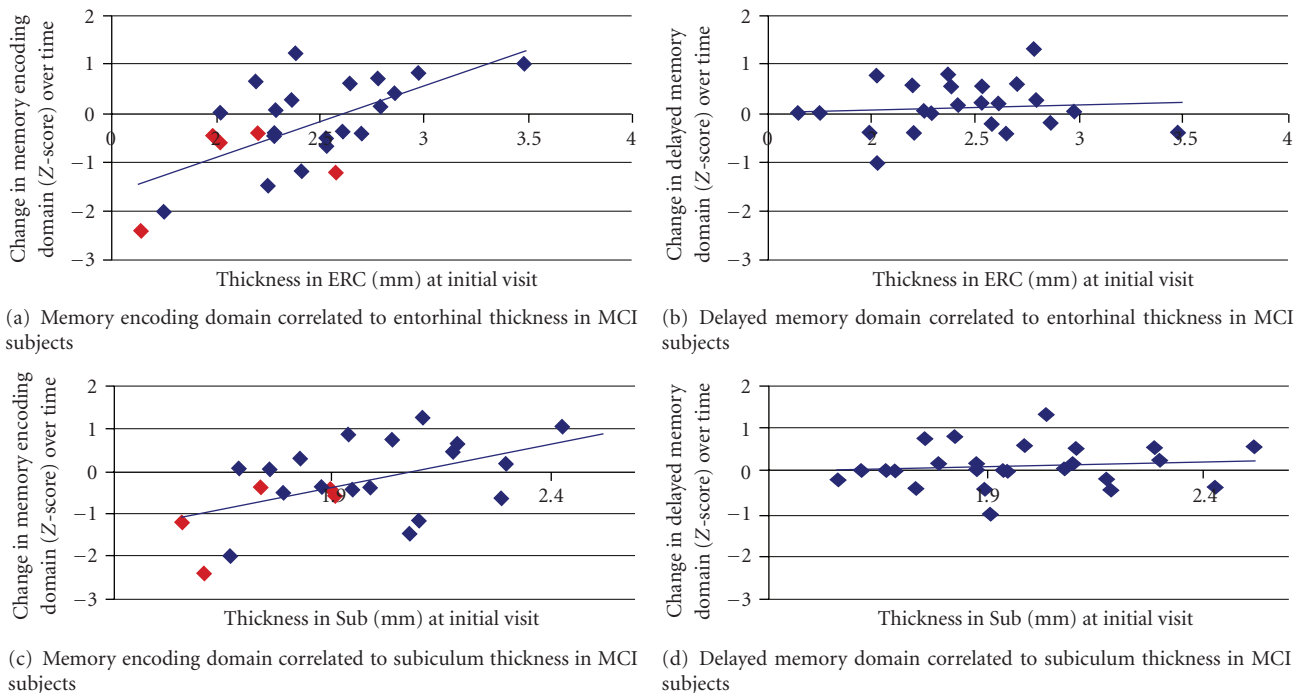 Change in memory encoding
domain (Z-score) over time
2
1
0
−1
−2
−3
0
2
2.5
3
3.5
4
Thickness in ERC (mm) at initial visit
(a) Memory encoding domain correlated to entorhinal thickness in MCI
subjects
Change in delayed memory
domain (Z-score) over time
2
1
0
−1
−2
−3
0
2
2.5
3
3.5
4
Thickness in ERC (mm) at initial visit
(b) Delayed memory domain correlated to entorhinal thickness in MCI
subjects
Change in memory encoding
domain (Z-score) over time
2
1
0
−1
−2
−3
1.9
2.4
Thickness in Sub (mm) at initial visit
(c) Memory encoding domain correlated to subiculum thickness in MCI
subjects
Change in delayed memory
domain (Z-score) over time
2
1
0
−1
−2
−3
1.9
2.4
Thickness in Sub (mm) at initial visit
(d) Delayed memory domain correlated to subiculum thickness in MCI
subjects